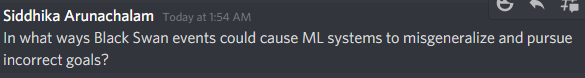 Siddhika Arunachalam Today at 1:54 AM
In what ways Black Swan events could cause ML systems to misgeneralize and pursue
incorrect goals?